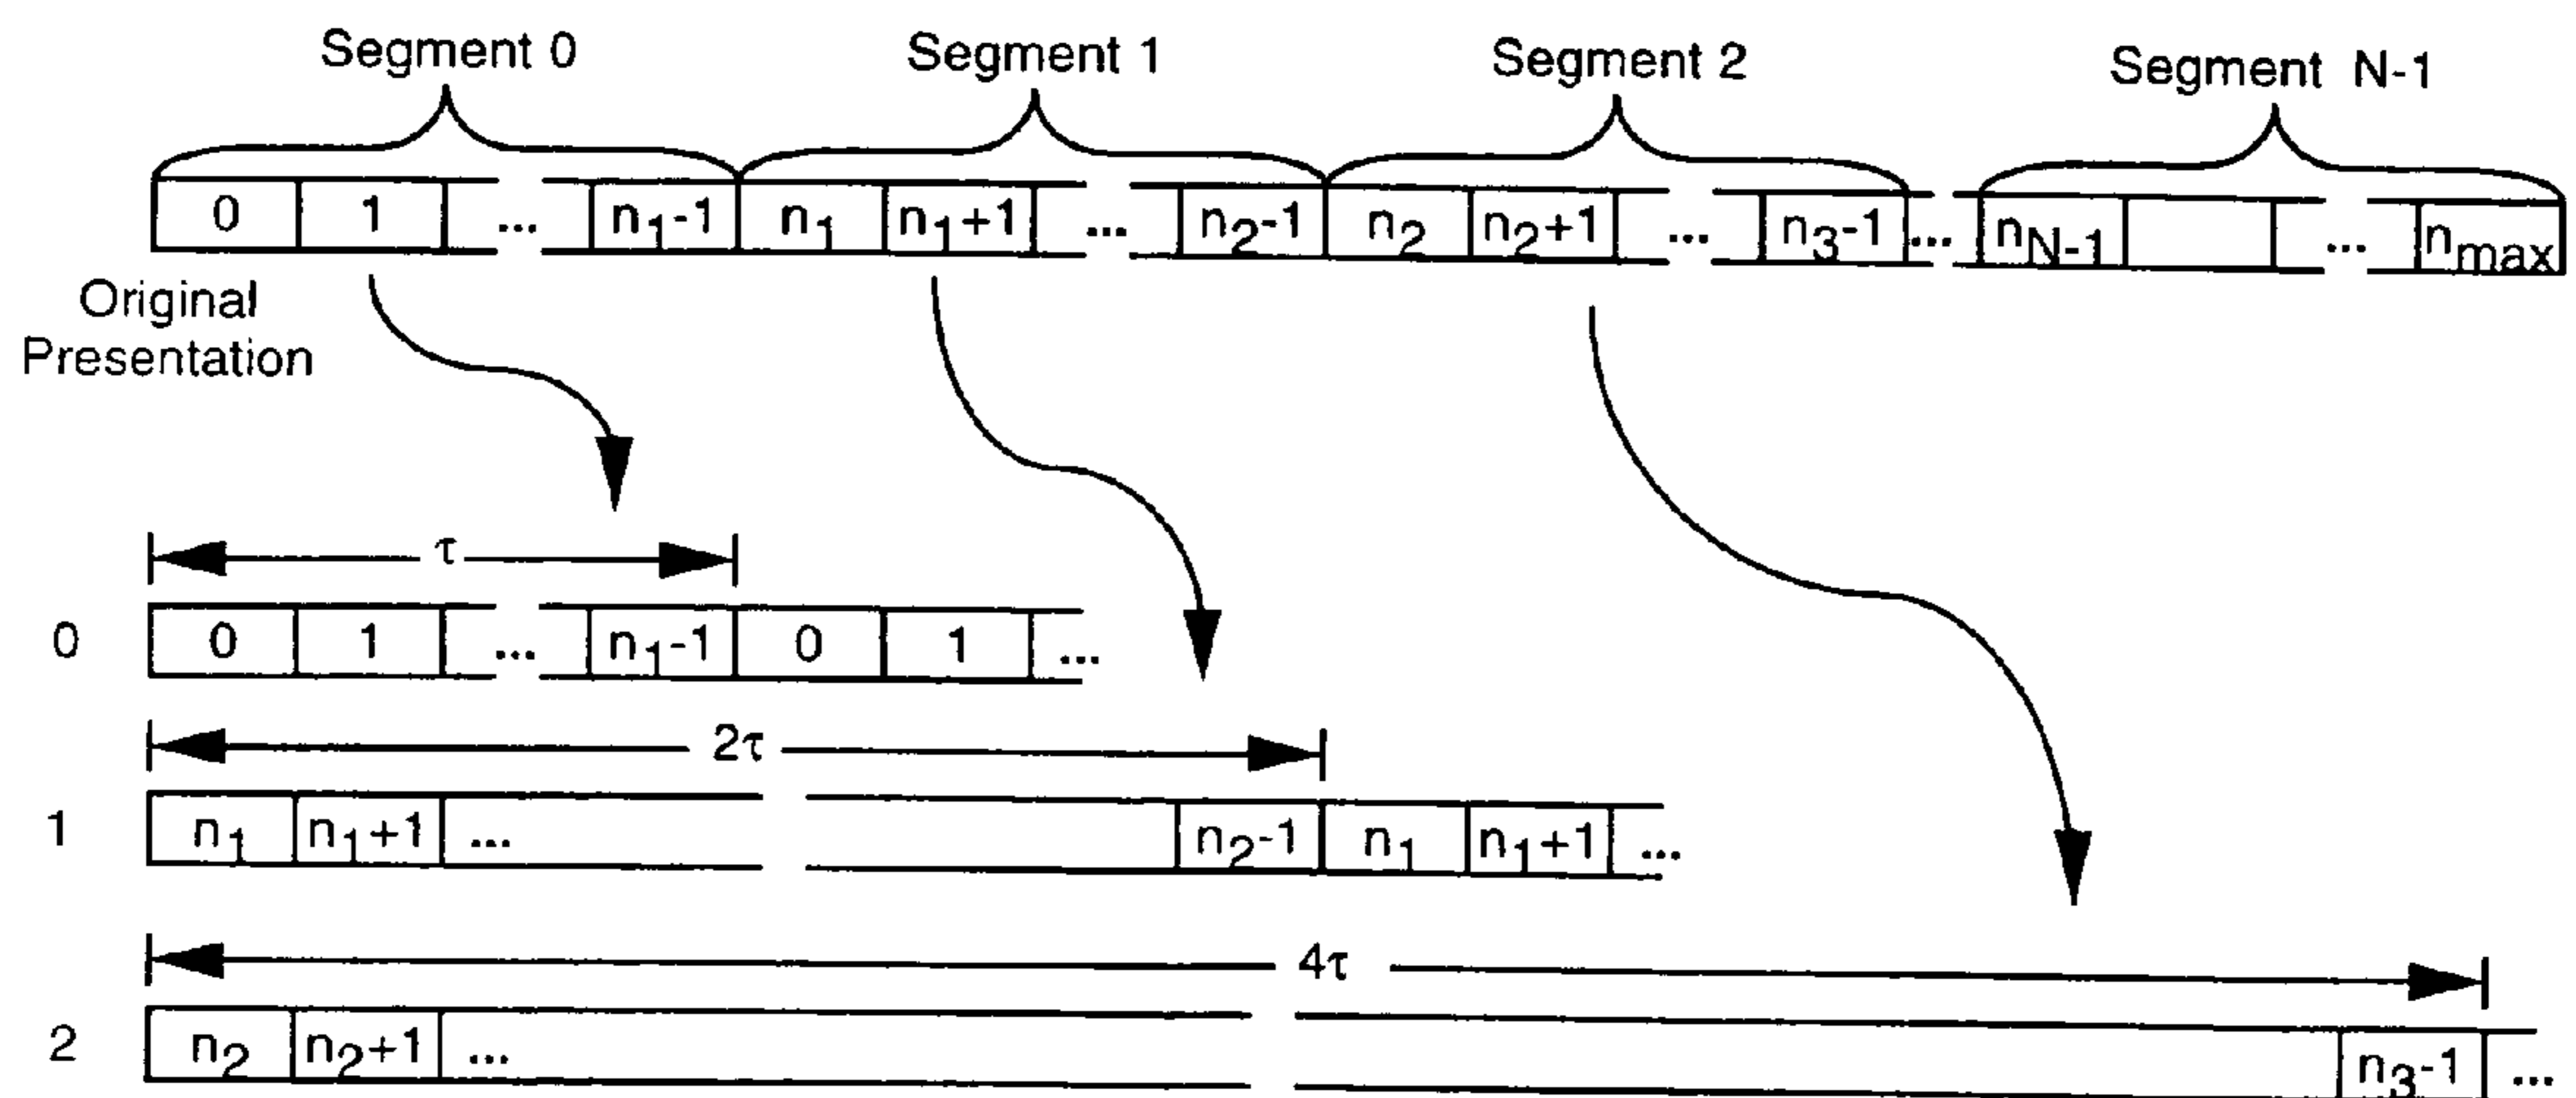 Segment 0 Segment 1 Segment 2 Segment N-1
0 1 ... n₁-1 n₁ n₁+1 ... n₂-1 n₂ n₂+1 ... n₃-1 ... n_N-1 ... n_max
Original
Presentation
τ
0 0 1 ... n₁-1 0 1 ...
2τ
1 n₁ n₁+1 ... n₂-1 n₁ n₁+1 ...
4τ
2 n₂ n₂+1 ... n₃-1 ...